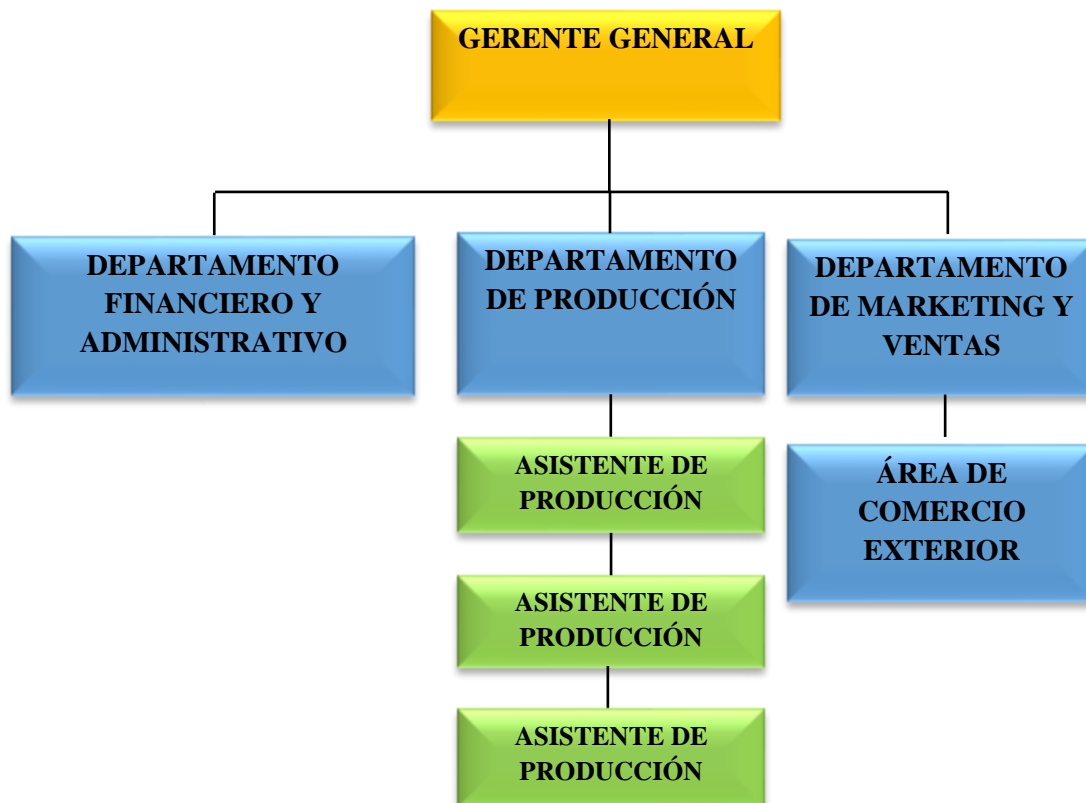 GERENTE GENERAL
DEPARTAMENTO
FINANCIERO Y
ADMINISTRATIVO
DEPARTAMENTO
DE PRODUCCIÓN
DEPARTAMENTO
DE MARKETING Y
VENTAS
ASISTENTE DE
PRODUCCIÓN
ÁREA DE
COMERCIO
EXTERIOR
ASISTENTE DE
PRODUCCIÓN
ASISTENTE DE
PRODUCCIÓN